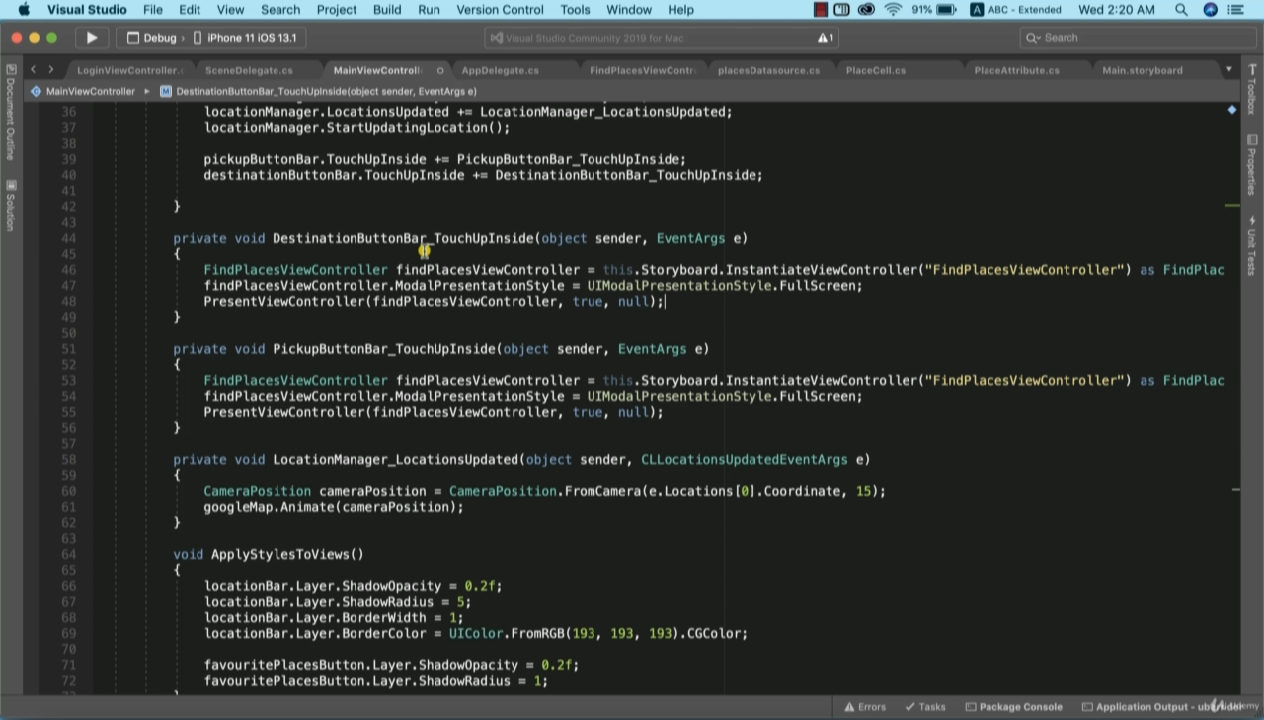 Visual Studio File Edit View Search Project Build Run Version Control Tools Window Help 91% A ABC - Extended Wed 2:20 AM
Debug › iPhone 11 iOS 13.1 Visual Studio Community 2019 for Mac 1 Search
LoginViewController.c SceneDelegate.cs MainViewControll AppDelegate.cs FindPlacesViewContr placesDatasource.cs PlaceCell.cs PlaceAttribute.cs Main.storyboard
MainViewController ▸ M DestinationButtonBar_TouchUpInside(object sender, EventArgs e)
Document Outline
Solution
Toolbox
Properties
Unit Tests
36 locationManager.LocationsUpdated += LocationManager_LocationsUpdated;
37 locationManager.StartUpdatingLocation();
38
39 pickupButtonBar.TouchUpInside += PickupButtonBar_TouchUpInside;
40 destinationButtonBar.TouchUpInside += DestinationButtonBar_TouchUpInside;
41
42 }
43
44 private void DestinationButtonBar_TouchUpInside(object sender, EventArgs e)
45 {
46 FindPlacesViewController findPlacesViewController = this.Storyboard.InstantiateViewController("FindPlacesViewController") as FindPlac
47 findPlacesViewController.ModalPresentationStyle = UIModalPresentationStyle.FullScreen;
48 PresentViewController(findPlacesViewController, true, null);
49 }
50
51 private void PickupButtonBar_TouchUpInside(object sender, EventArgs e)
52 {
53 FindPlacesViewController findPlacesViewController = this.Storyboard.InstantiateViewController("FindPlacesViewController") as FindPlac
54 findPlacesViewController.ModalPresentationStyle = UIModalPresentationStyle.FullScreen;
55 PresentViewController(findPlacesViewController, true, null);
56 }
57
58 private void LocationManager_LocationsUpdated(object sender, CLLocationsUpdatedEventArgs e)
59 {
60 CameraPosition cameraPosition = CameraPosition.FromCamera(e.Locations[0].Coordinate, 15);
61 googleMap.Animate(cameraPosition);
62 }
63
64 void ApplyStylesToViews()
65 {
66 locationBar.Layer.ShadowOpacity = 0.2f;
67 locationBar.Layer.ShadowRadius = 5;
68 locationBar.Layer.BorderWidth = 1;
69 locationBar.Layer.BorderColor = UIColor.FromRGB(193, 193, 193).CGColor;
70
71 favouritePlacesButton.Layer.ShadowOpacity = 0.2f;
72 favouritePlacesButton.Layer.ShadowRadius = 1;
Errors Tasks Package Console Application Output -